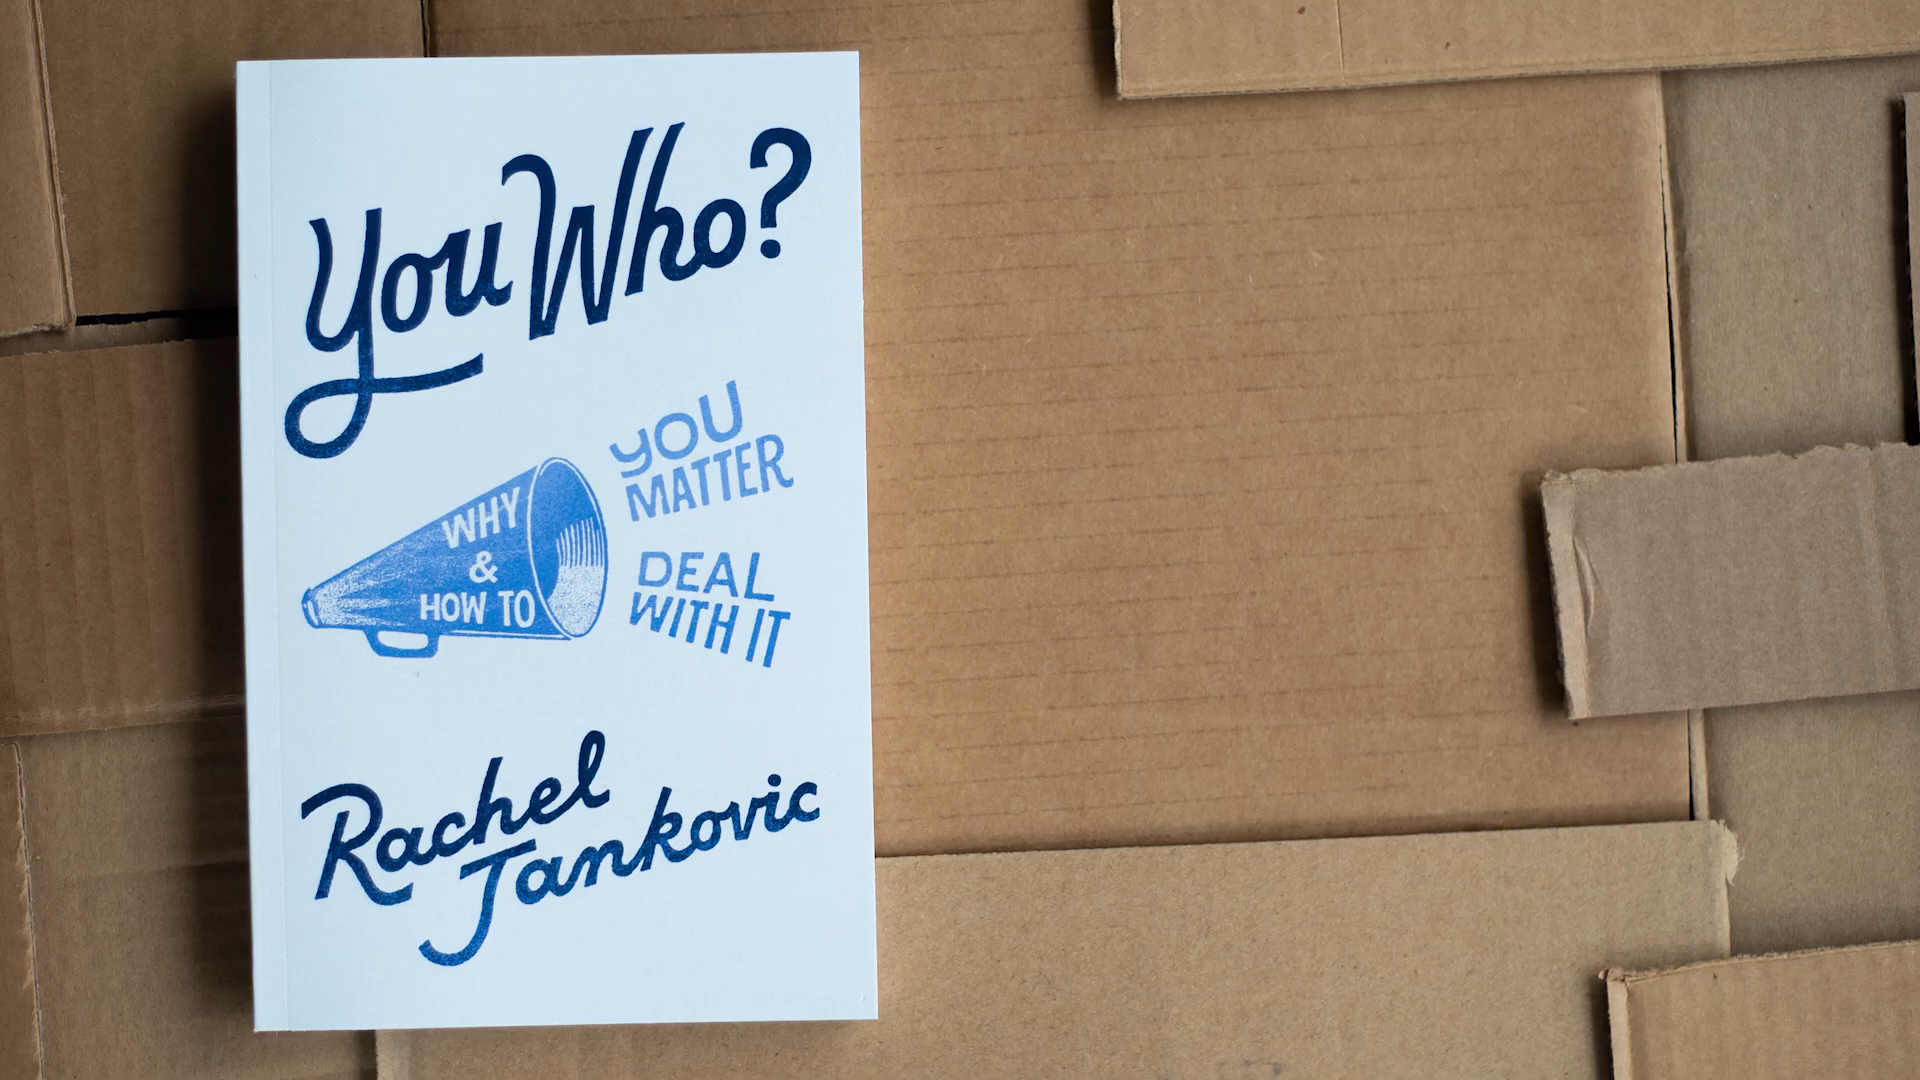 You Who?
WHY
&
HOW TO
YOU
MATTER
DEAL
WITH IT
Rachel
Jankovic